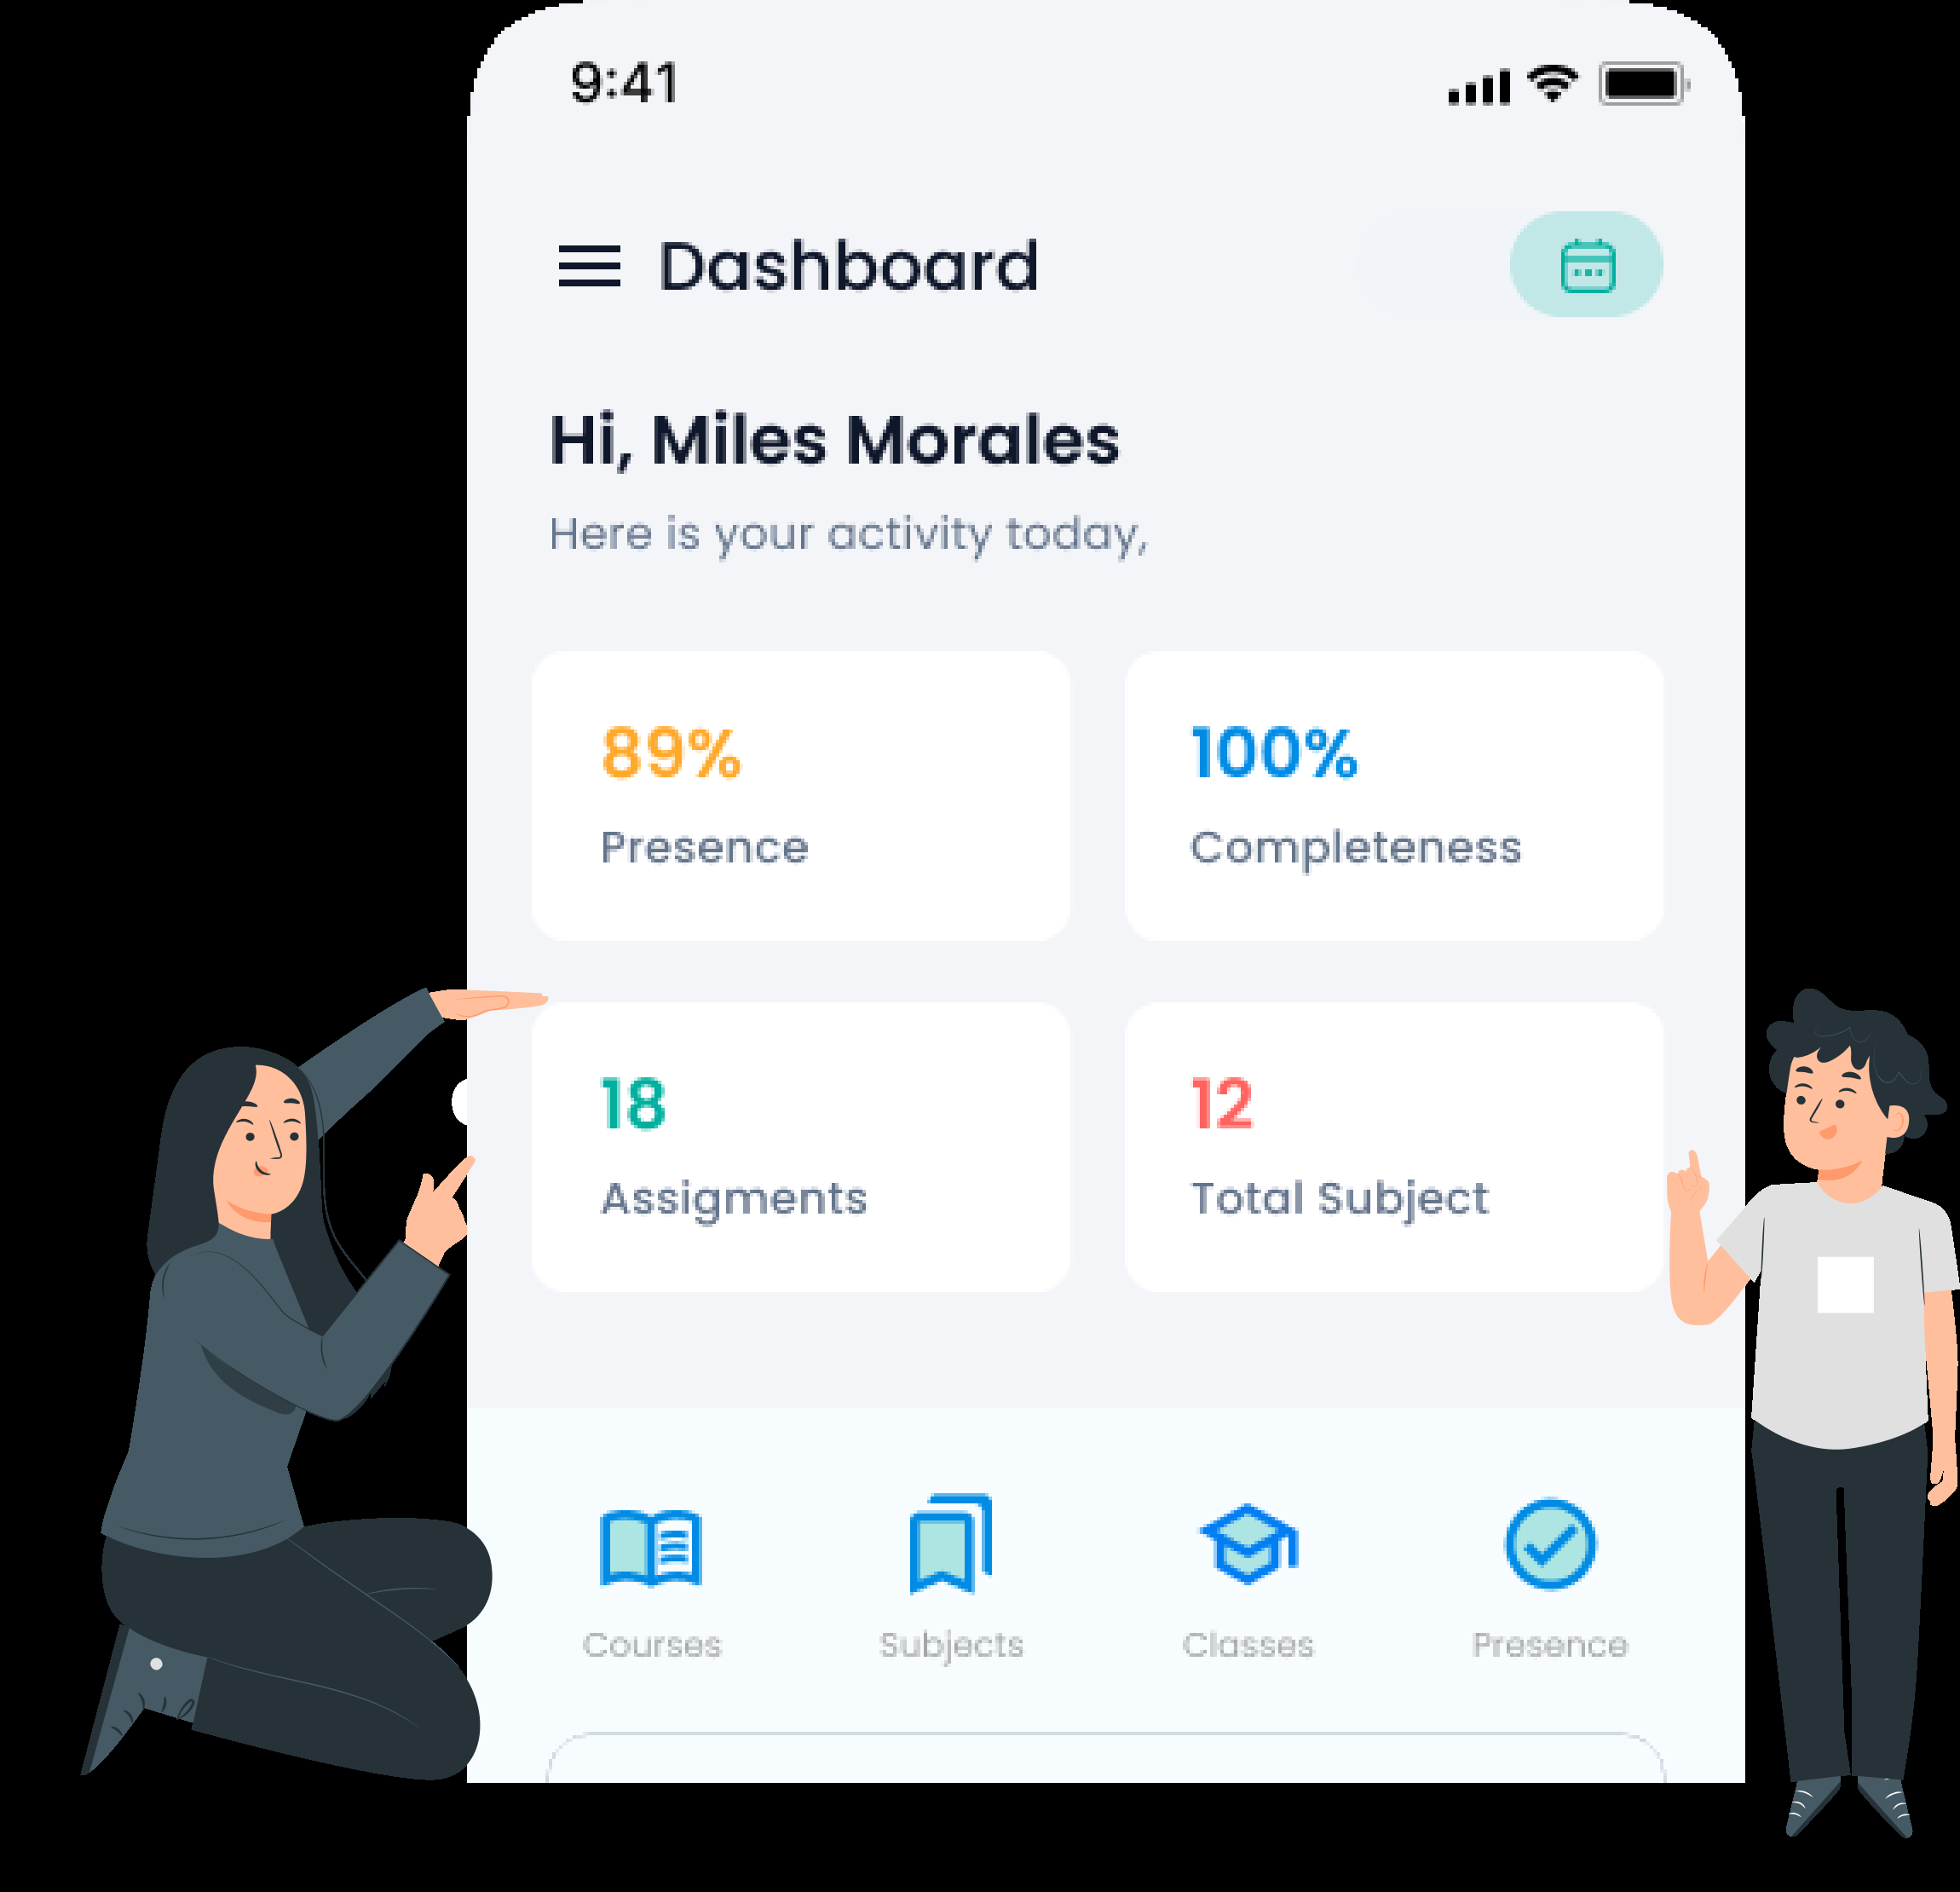 9:41
Dashboard
Hi, Miles Morales
Here is your activity today,
89%
Presence
100%
Completeness
18
Assigments
12
Total Subject
Courses
Subjects
Classes
Presence